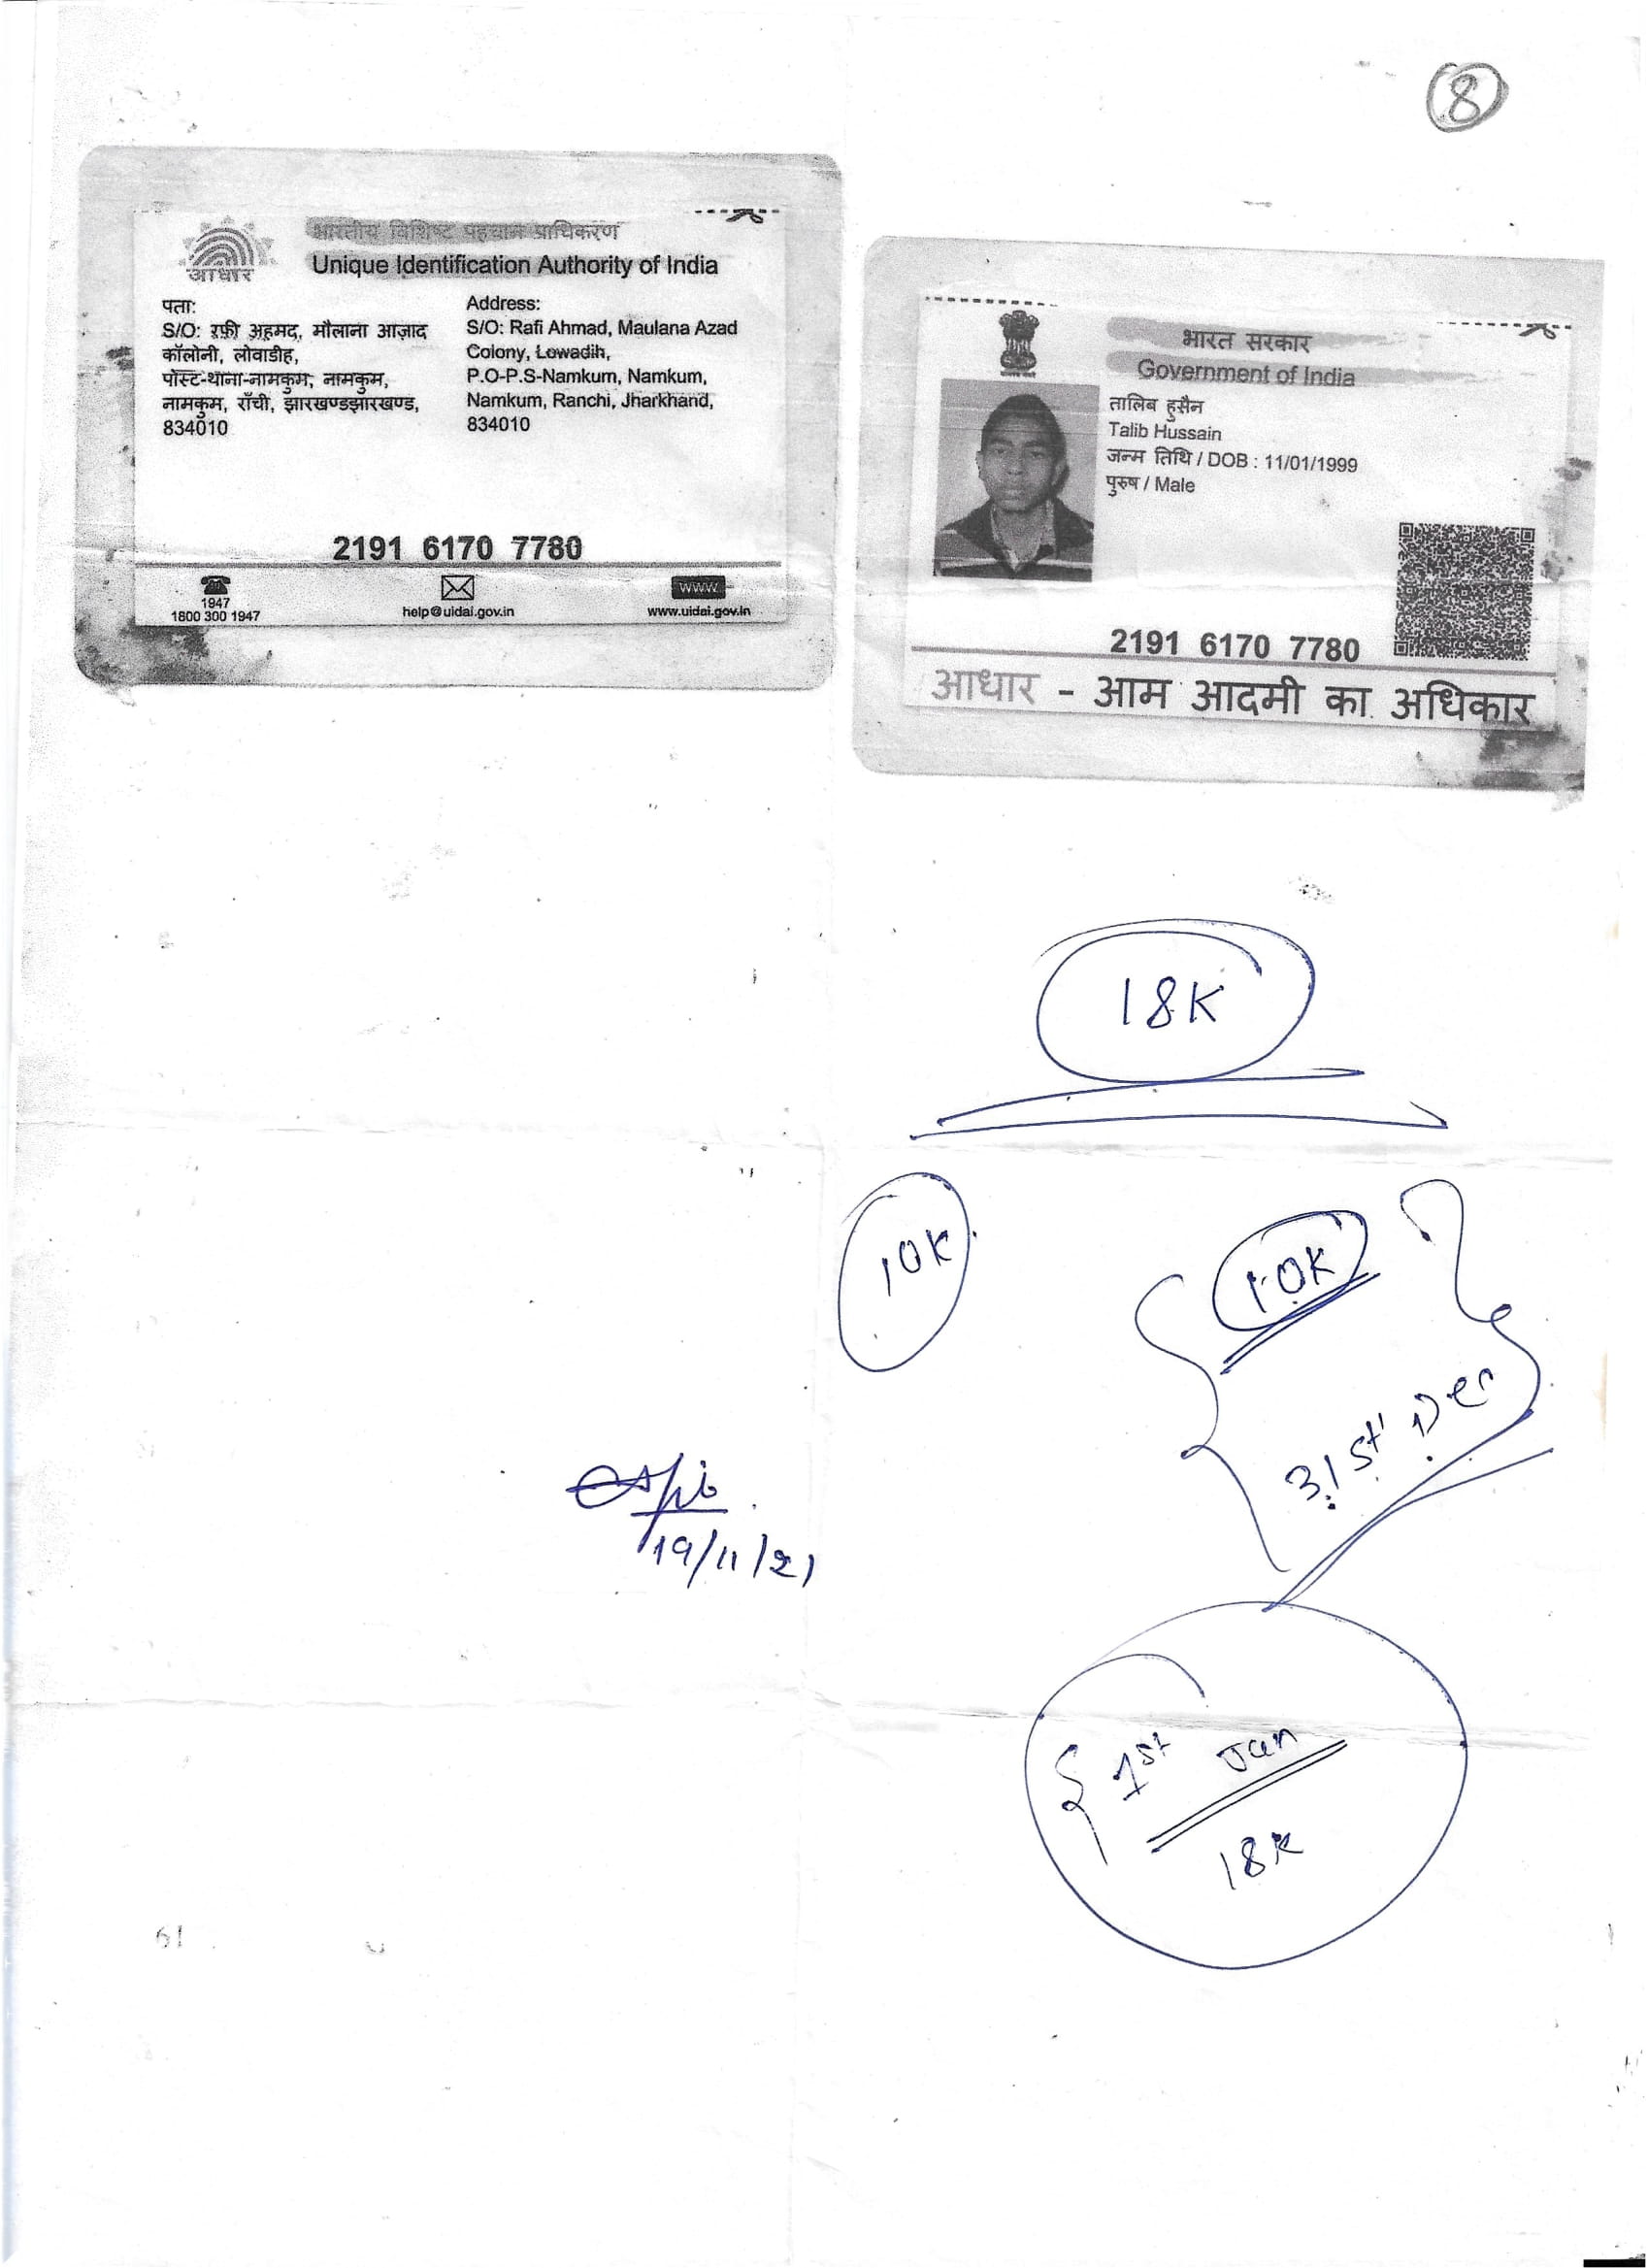 8
भारतीय विशिष्ट पहचान प्राधिकरण
Unique Identification Authority of India
आधार
पता:
S/O: रफ़ी अहमद, मौलाना आज़ाद
कॉलोनी, लोवाडीह,
पोस्ट-थाना-नामकुम, नामकुम,
नामकुम, राँची, झारखण्डझारखण्ड,
834010
Address:
S/O: Rafi Ahmad, Maulana Azad
Colony, Lowadih,
P.O-P.S-Namkum, Namkum,
Namkum, Ranchi, Jharkhand,
834010
2191 6170 7780
1947
1800 300 1947
help@uidai.gov.in
www
www.uidai.gov.in
भारत सरकार
Government of India
तालिब हुसैन
Talib Hussain
जन्म तिथि / DOB : 11/01/1999
पुरुष / Male
2191 6170 7780
आधार - आम आदमी का अधिकार
18K
10K
10K
31st Dec
19/11/21
1st Jan
18K